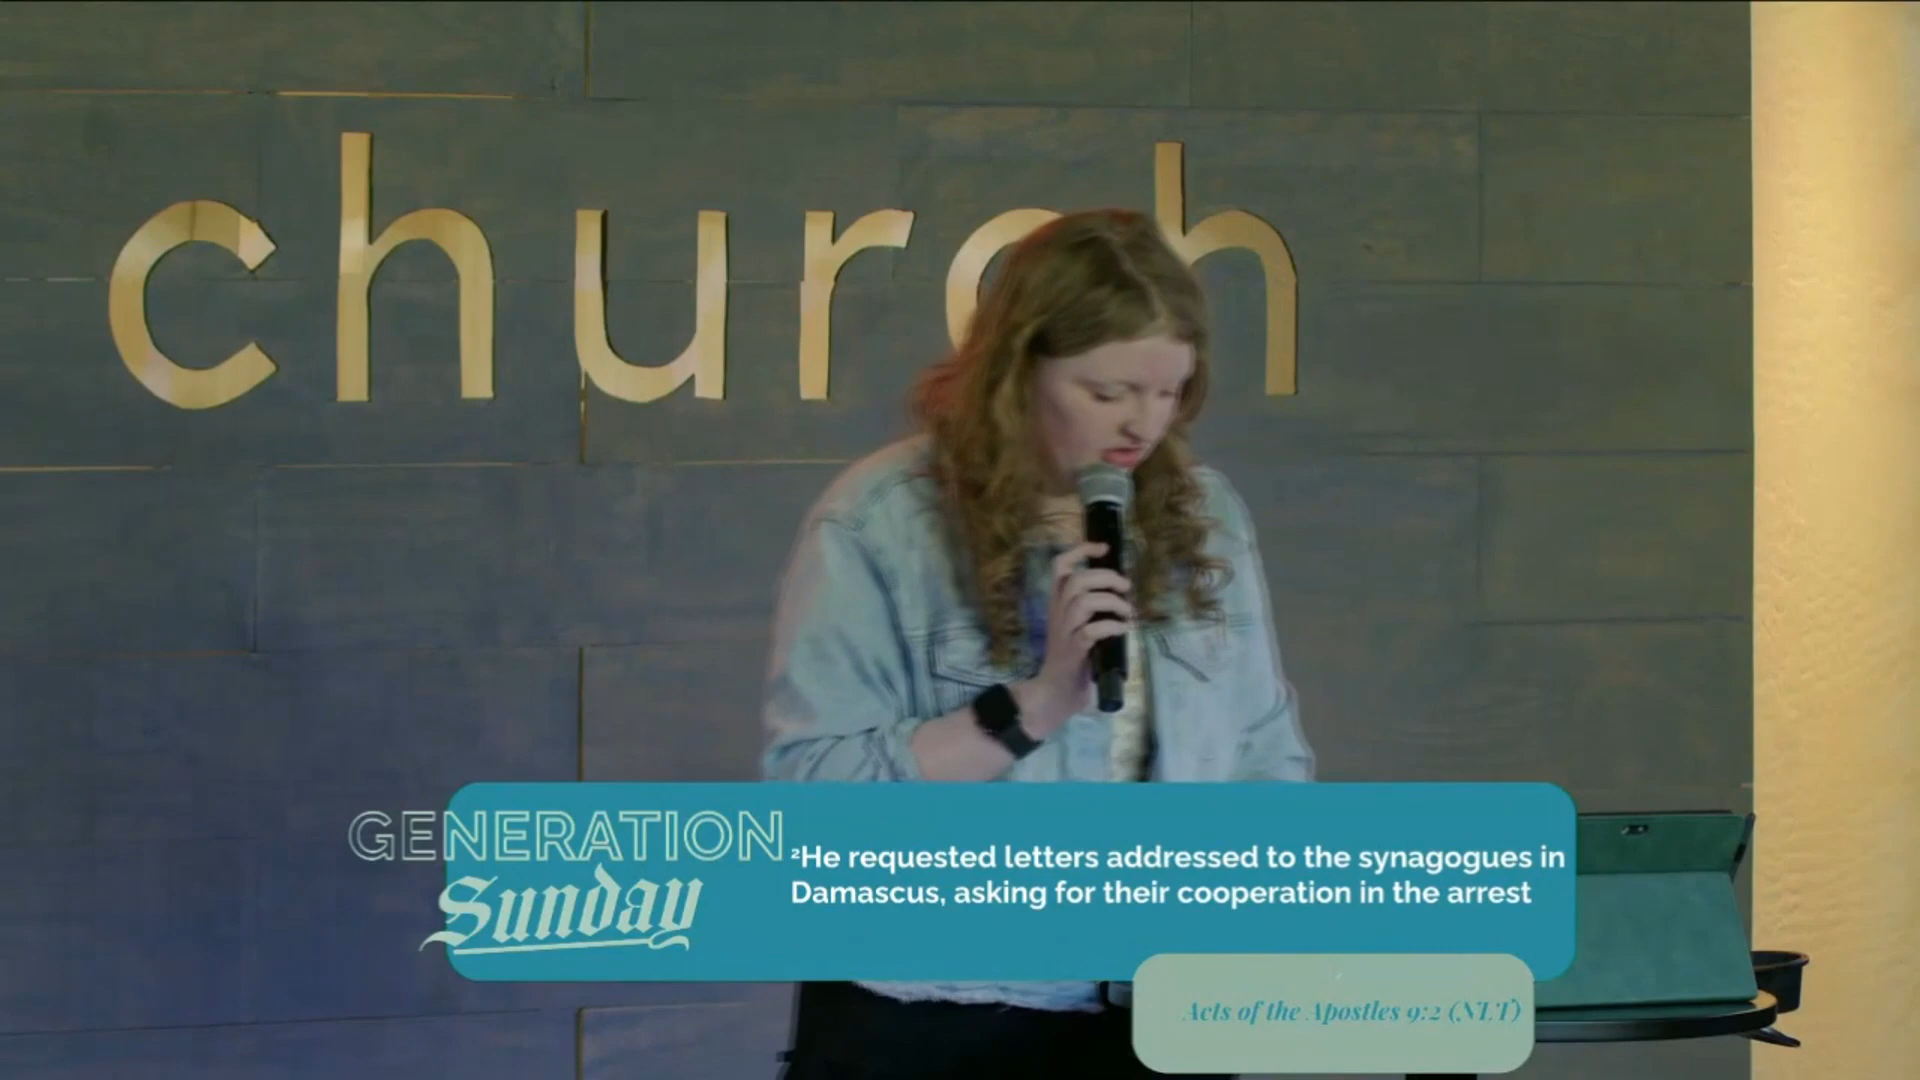 church
GENERATION
Sunday
²He requested letters addressed to the synagogues in
Damascus, asking for their cooperation in the arrest
Acts of the Apostles 9:2 (NLT)